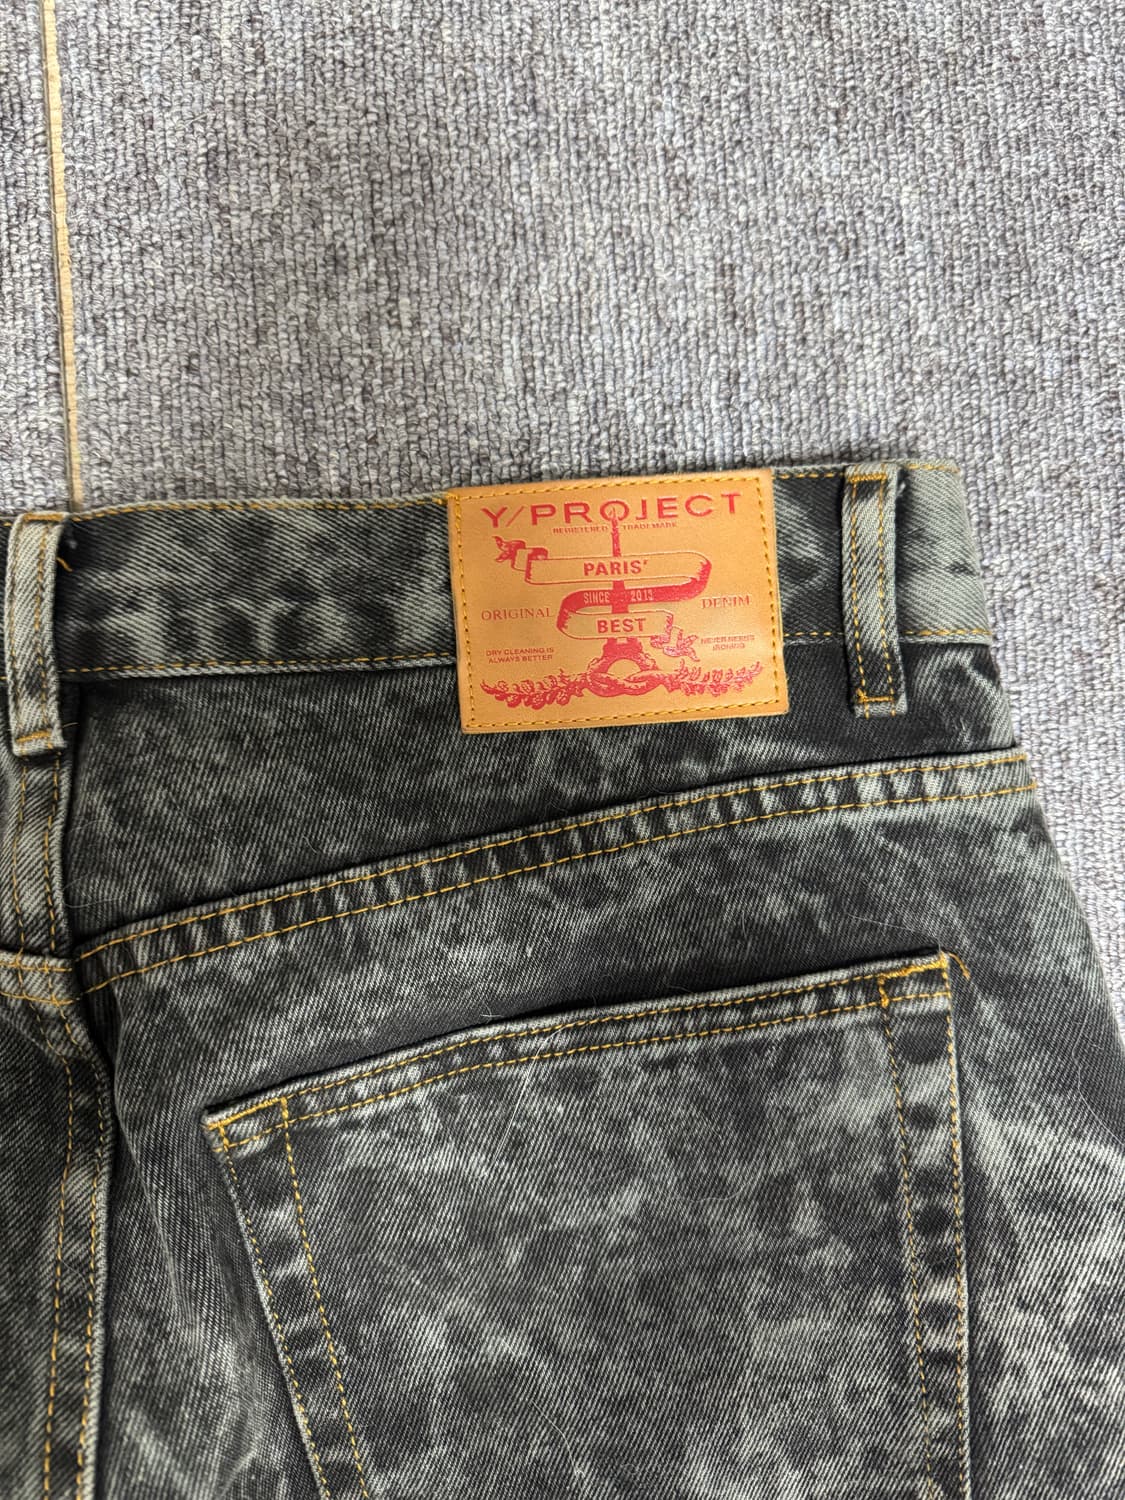 Y/PROJECT
REGISTERED TRADEMARK
PARIS'
SINCE 2013
ORIGINAL DENIM
BEST
DRY CLEANING IS
ALWAYS BETTER
NEVER NEEDS
IRONING